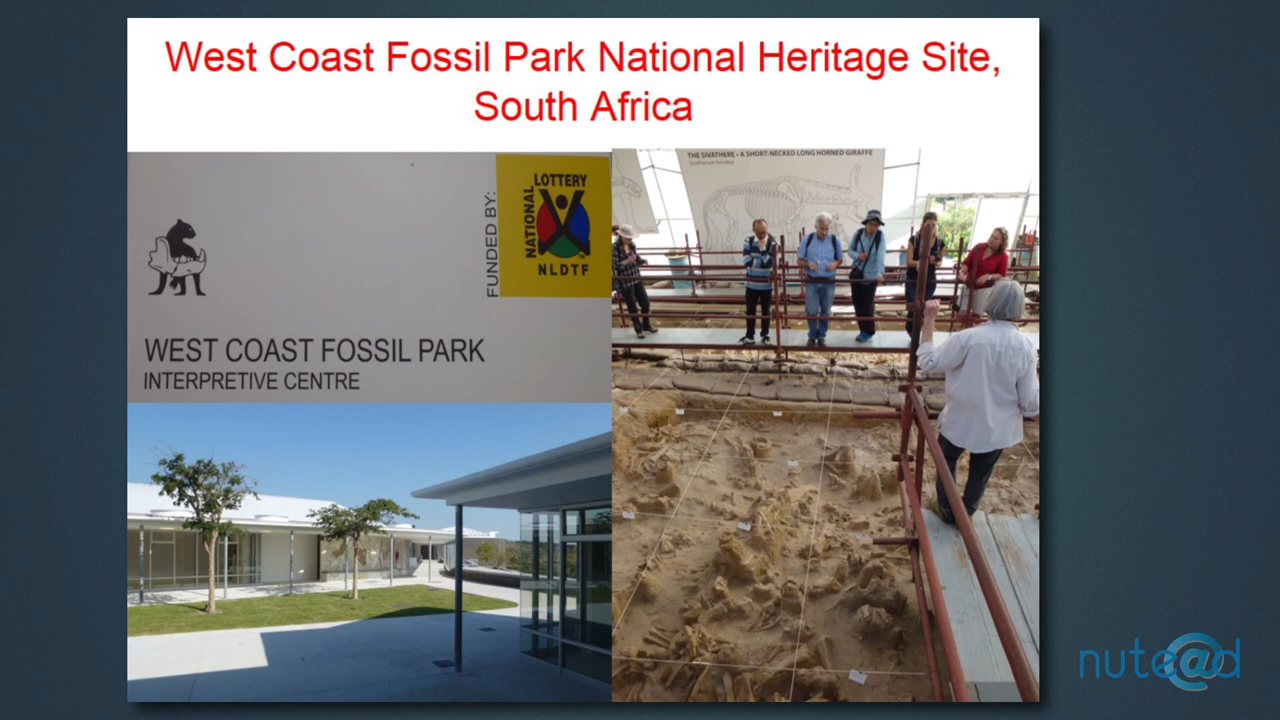 West Coast Fossil Park National Heritage Site,
South Africa
FUNDED BY:
NATIONAL
LOTTERY
NLDTF
WEST COAST FOSSIL PARK
INTERPRETIVE CENTRE
THE SIVATHERE • A SHORT-NECKED LONG HORNED GIRAFFE
nute@d